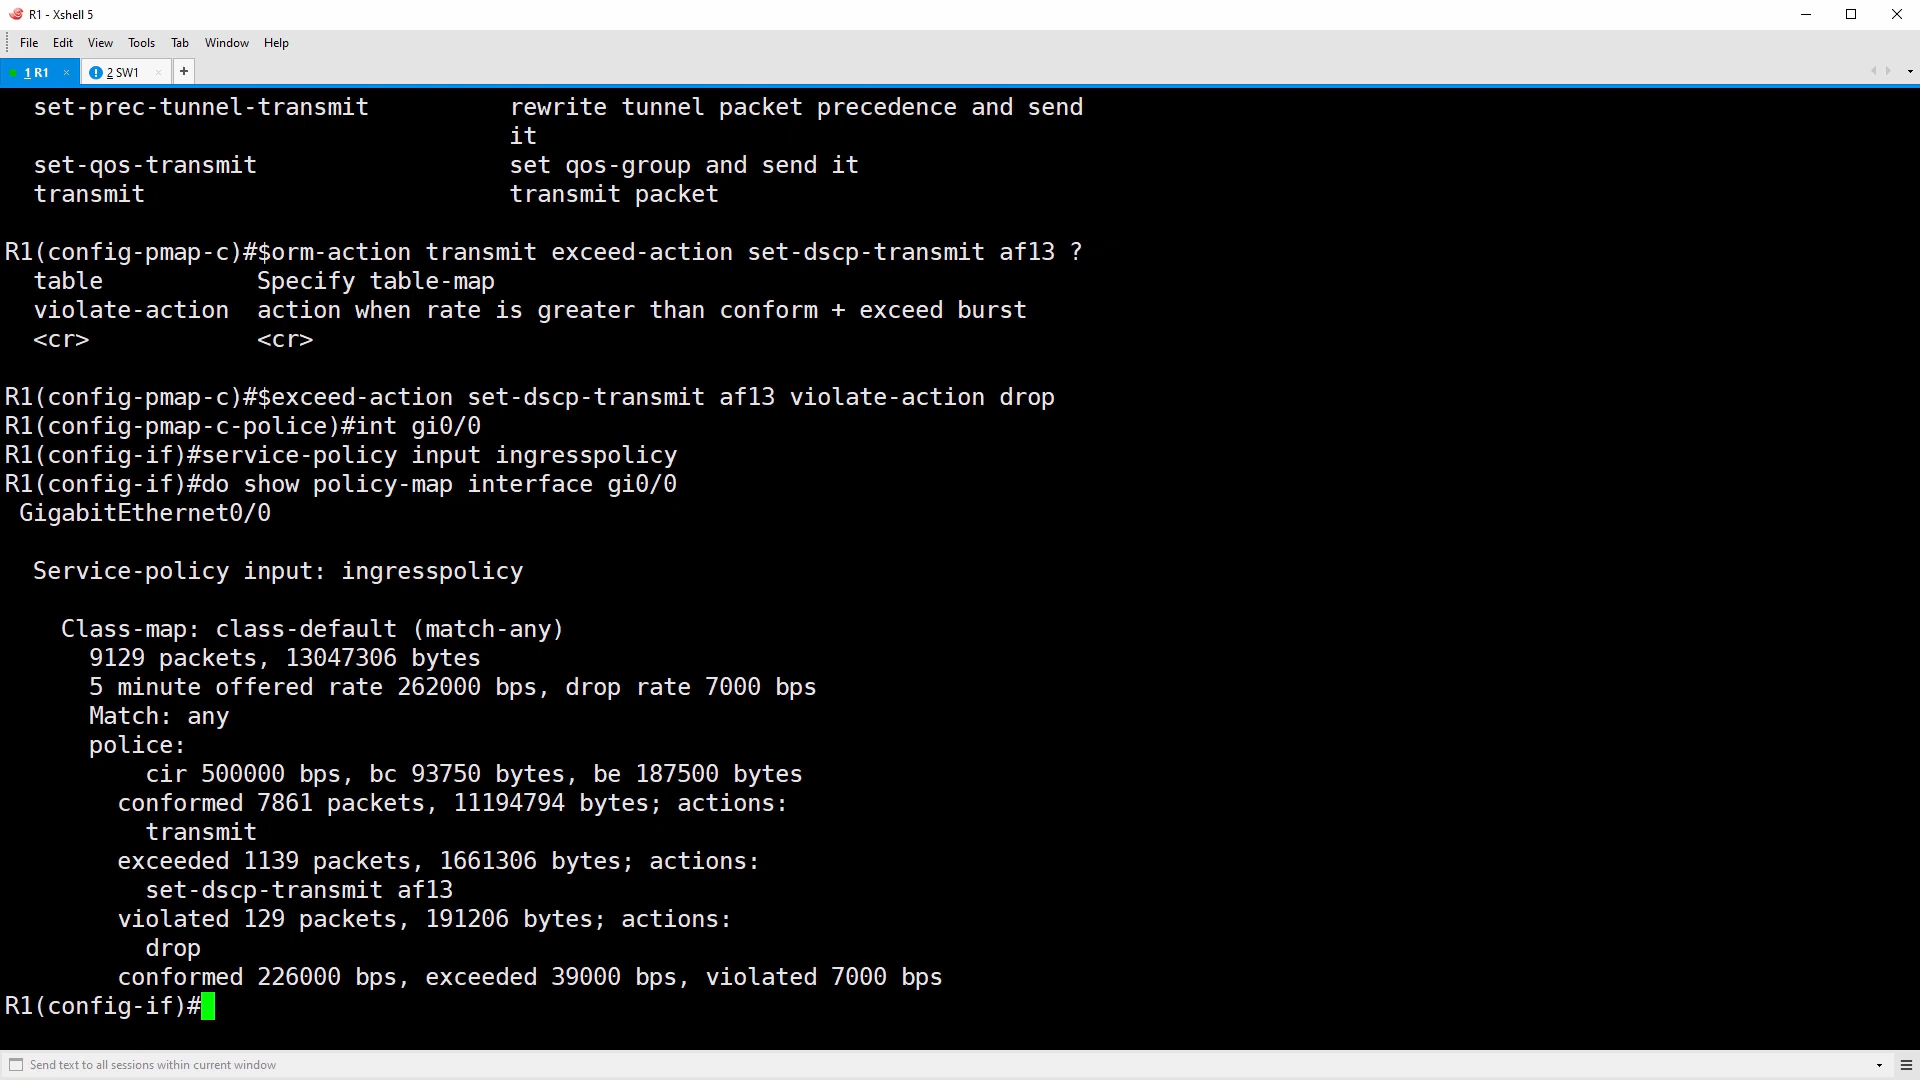 R1 - Xshell 5
File Edit View Tools Tab Window Help
1 R1 × 2 SW1 × +
set-prec-tunnel-transmit rewrite tunnel packet precedence and send
it
set-qos-transmit set qos-group and send it
transmit transmit packet
R1(config-pmap-c)#$orm-action transmit exceed-action set-dscp-transmit af13 ?
table Specify table-map
violate-action action when rate is greater than conform + exceed burst
<cr> <cr>
R1(config-pmap-c)#$exceed-action set-dscp-transmit af13 violate-action drop
R1(config-pmap-c-police)#int gi0/0
R1(config-if)#service-policy input ingresspolicy
R1(config-if)#do show policy-map interface gi0/0
GigabitEthernet0/0
Service-policy input: ingresspolicy
Class-map: class-default (match-any)
9129 packets, 13047306 bytes
5 minute offered rate 262000 bps, drop rate 7000 bps
Match: any
police:
cir 500000 bps, bc 93750 bytes, be 187500 bytes
conformed 7861 packets, 11194794 bytes; actions:
transmit
exceeded 1139 packets, 1661306 bytes; actions:
set-dscp-transmit af13
violated 129 packets, 191206 bytes; actions:
drop
conformed 226000 bps, exceeded 39000 bps, violated 7000 bps
R1(config-if)#
Send text to all sessions within current window